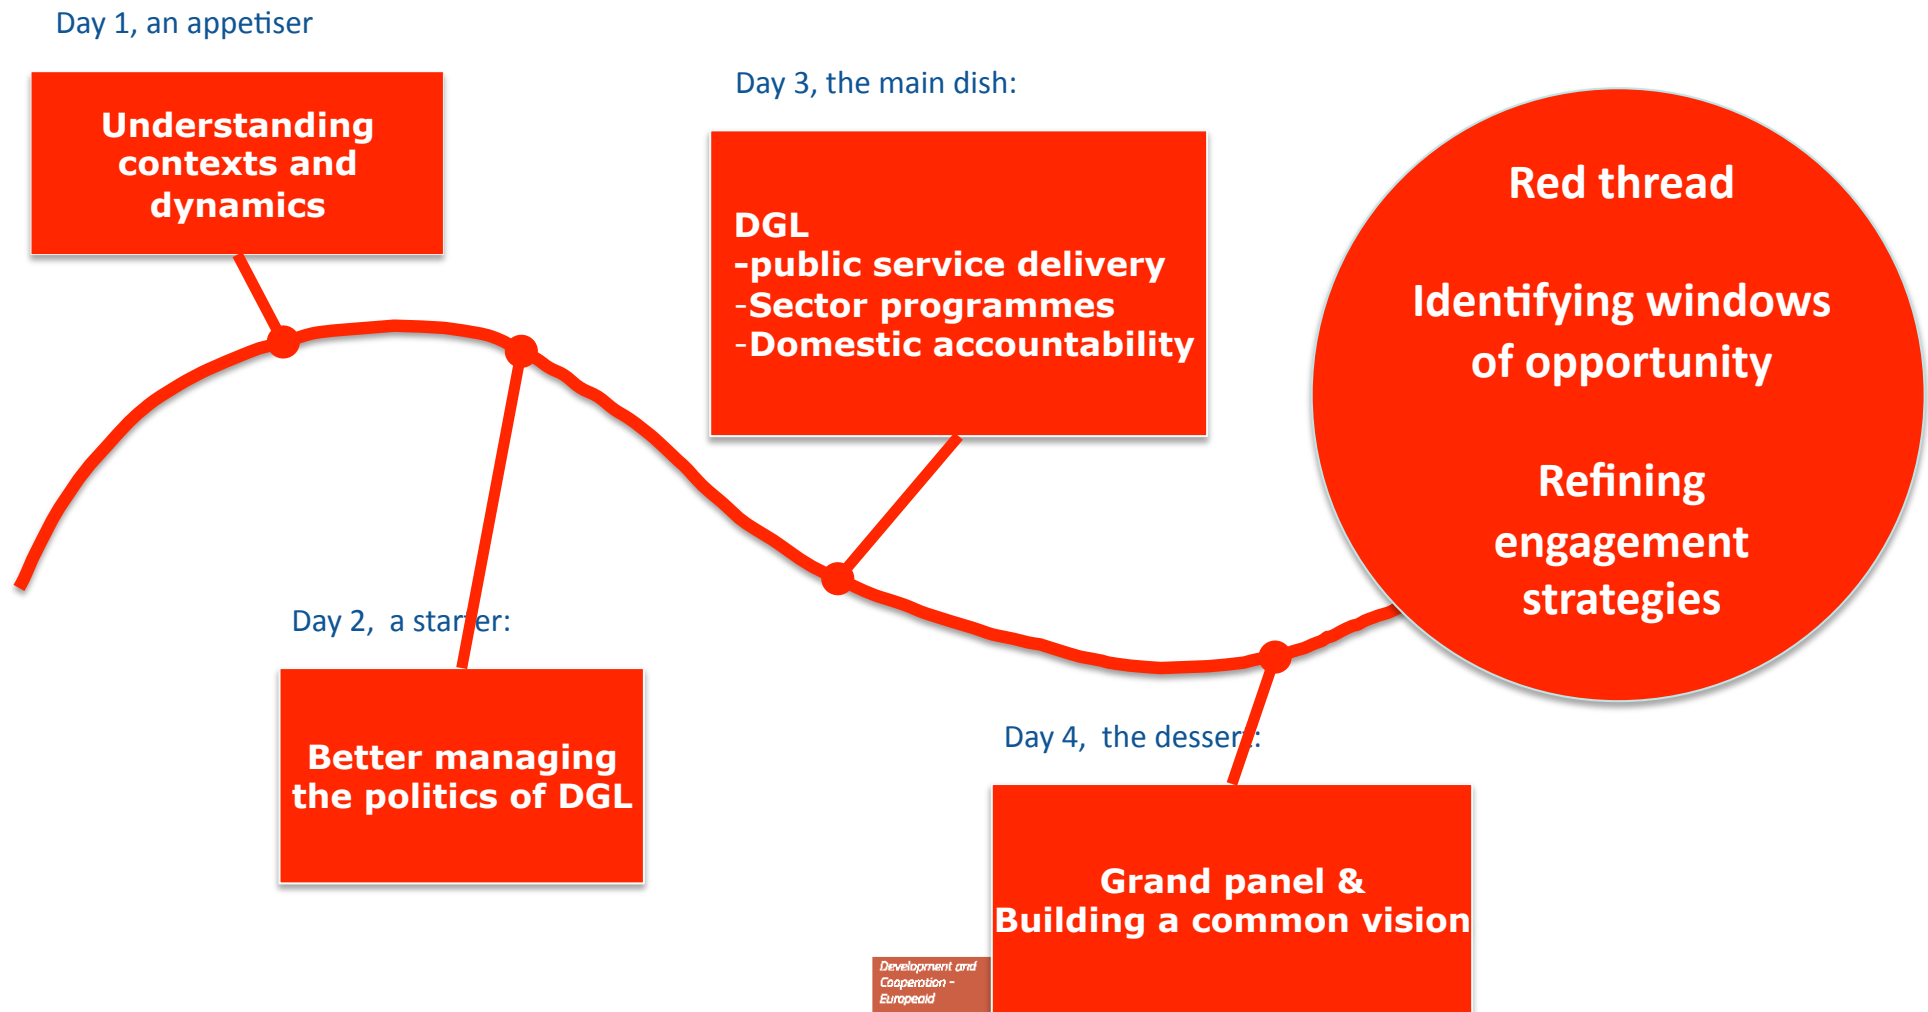 Day 1, an appetiser
Understanding
contexts and
dynamics
Day 2,  a starter:
Better managing
the politics of DGL
Day 3, the main dish:
DGL
-public service delivery
-Sector programmes
-Domestic accountability
Day 4,  the dessert:
Grand panel &
Building a common vision
Red thread
Identifying windows
of opportunity
Refining
engagement
strategies
Development and
Cooperation -
Europeaid